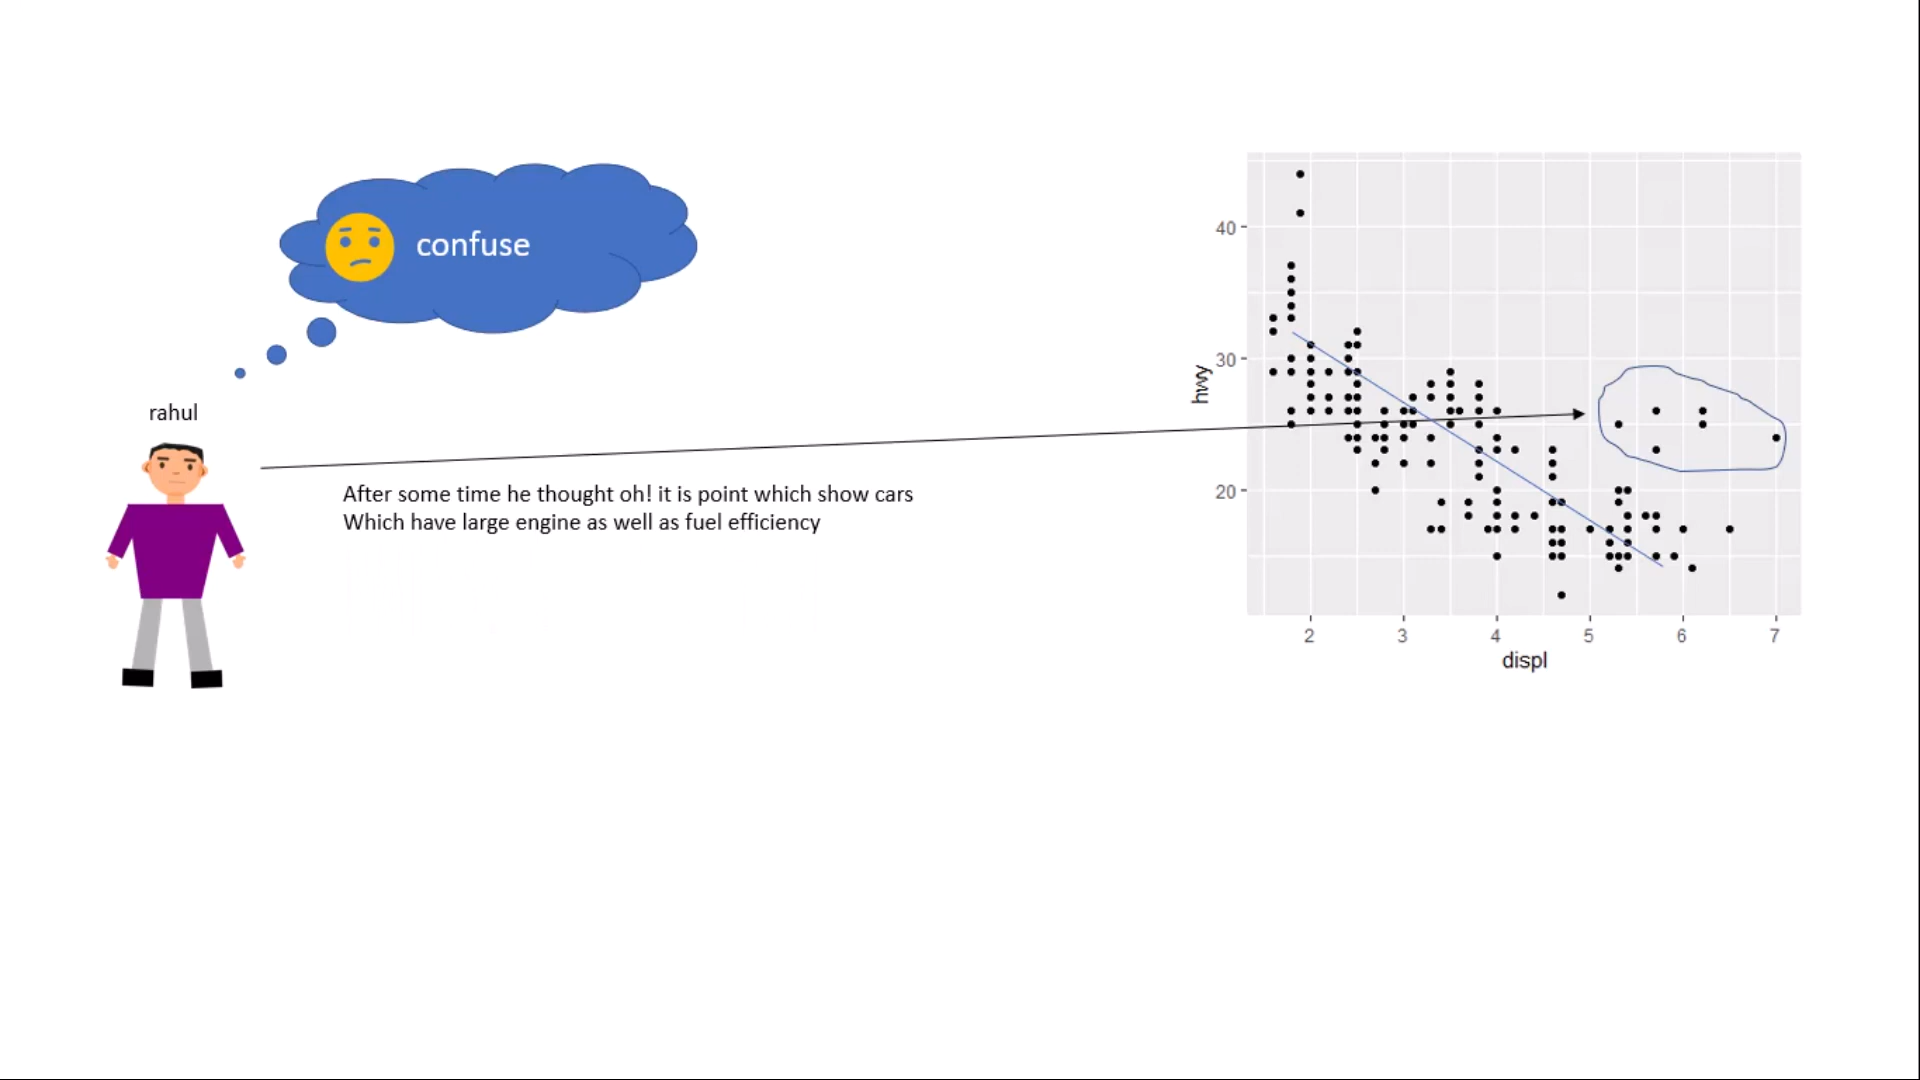 confuse
rahul
After some time he thought oh! it is point which show cars
Which have large engine as well as fuel efficiency
40
30
20
hwy
2 3 4 5 6 7
displ